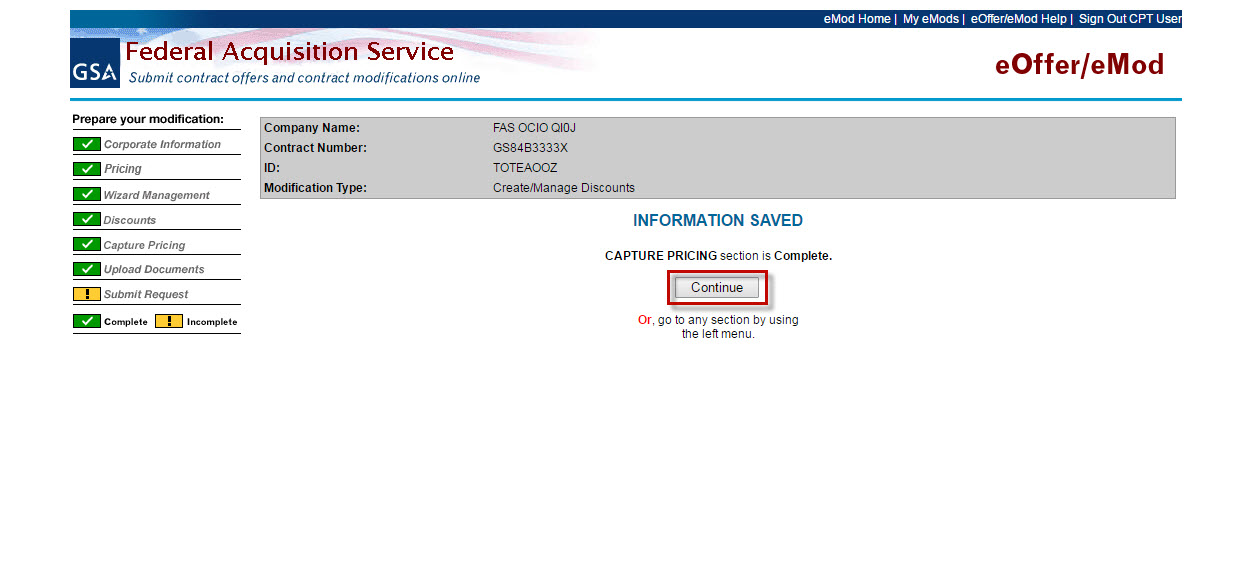 eMod Home | My eMods | eOffer/eMod Help | Sign Out CPT User
GSA
Federal Acquisition Service
Submit contract offers and contract modifications online
eOffer/eMod
Prepare your modification:
Corporate Information
Pricing
Wizard Management
Discounts
Capture Pricing
Upload Documents
! Submit Request
Complete ! Incomplete
Company Name: FAS OCIO QI0J
Contract Number: GS84B3333X
ID: TOTEAOOZ
Modification Type: Create/Manage Discounts
INFORMATION SAVED
CAPTURE PRICING section is Complete.
Continue
Or, go to any section by using
the left menu.